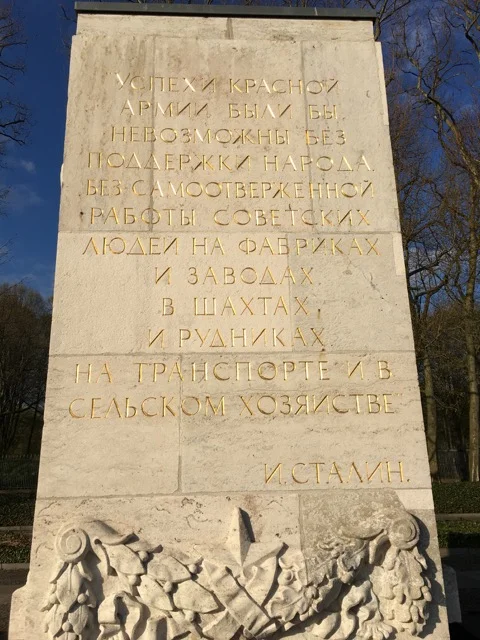 УСПЕХИ КРАСНОЙ
АРМИИ БЫЛИ БЫ
НЕВОЗМОЖНЫ БЕЗ
ПОДДЕРЖКИ НАРОДА,
БЕЗ САМООТВЕРЖЕННОЙ
РАБОТЫ СОВЕТСКИХ
ЛЮДЕЙ НА ФАБРИКАХ
И ЗАВОДАХ,
В ШАХТАХ
И РУДНИКАХ,
НА ТРАНСПОРТЕ И В
СЕЛЬСКОМ ХОЗЯЙСТВЕ"
И. СТАЛИН.